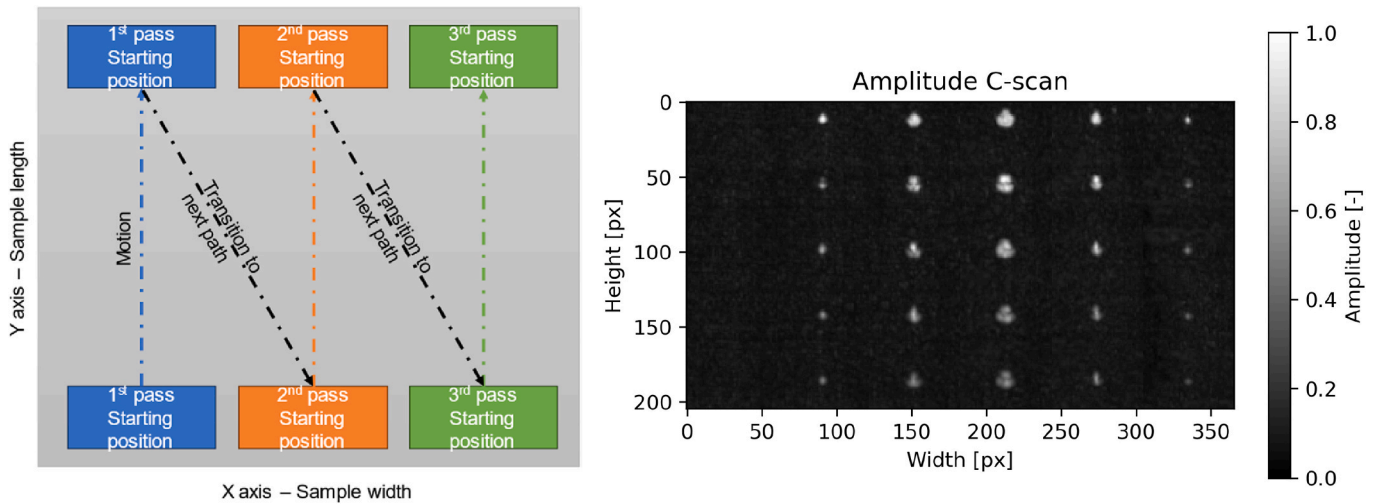 1st pass
Starting
position
2nd pass
Starting
position
3rd pass
Starting
position
Y axis – Sample length
Motion
Transition to
next path
Transition to
next path
1st pass
Starting
position
2nd pass
Starting
position
3rd pass
Starting
position
X axis – Sample width
Amplitude C-scan
Height [px]
0
50
100
150
200
0
50
100
150
200
250
300
350
Width [px]
1.0
0.8
0.6
0.4
0.2
0.0
Amplitude [-]